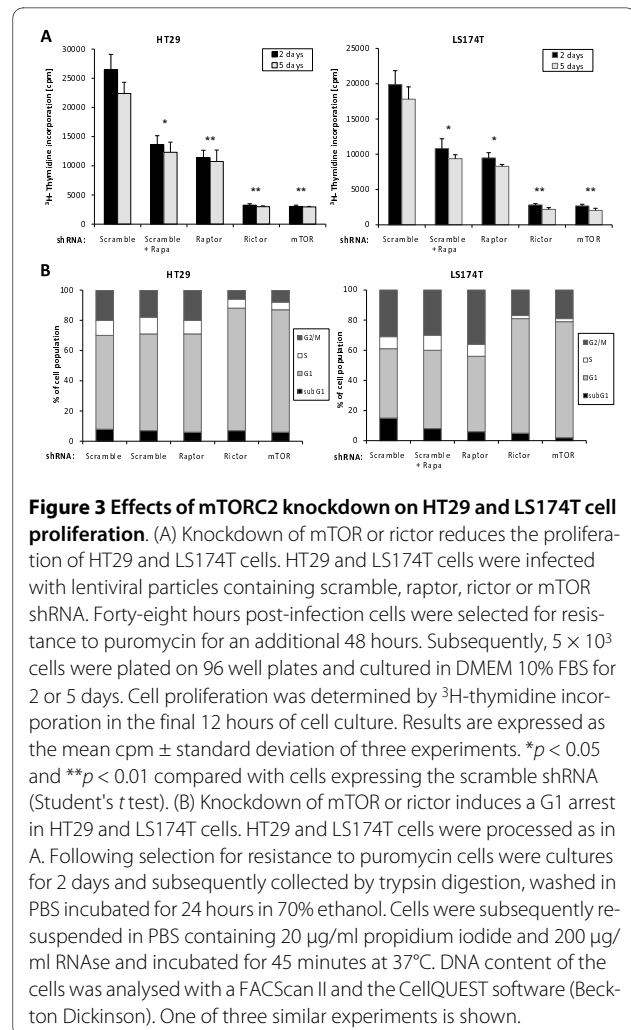 A
HT29
LS174T
³H- Thymidine incorporation [cpm]
30000
25000
20000
15000
10000
5000
0
2 days
5 days
*
**
**
**
shRNA:
Scramble
Scramble
+ Rapa
Raptor
Rictor
mTOR
³H- Thymidine incorporation [cpm]
25000
20000
15000
10000
5000
0
2 days
5 days
*
*
**
**
shRNA:
Scramble
Scramble
+ Rapa
Raptor
Rictor
mTOR
B
HT29
LS174T
% of cell population
100
80
60
40
20
0
G2/M
S
G1
sub G1
shRNA:
Scramble
Scramble
+ Rapa
Raptor
Rictor
mTOR
% of cell population
100
80
60
40
20
0
G2/M
S
G1
subG1
shRNA:
Scramble
Scramble
+ Rapa
Raptor
Rictor
mTOR
Figure 3 Effects of mTORC2 knockdown on HT29 and LS174T cell
proliferation. (A) Knockdown of mTOR or rictor reduces the prolifera-
tion of HT29 and LS174T cells. HT29 and LS174T cells were infected
with lentiviral particles containing scramble, raptor, rictor or mTOR
shRNA. Forty-eight hours post-infection cells were selected for resis-
tance to puromycin for an additional 48 hours. Subsequently, 5 × 10³
cells were plated on 96 well plates and cultured in DMEM 10% FBS for
2 or 5 days. Cell proliferation was determined by ³H-thymidine incor-
poration in the final 12 hours of cell culture. Results are expressed as
the mean cpm ± standard deviation of three experiments. *p < 0.05
and **p < 0.01 compared with cells expressing the scramble shRNA
(Student's t test). (B) Knockdown of mTOR or rictor induces a G1 arrest
in HT29 and LS174T cells. HT29 and LS174T cells were processed as in
A. Following selection for resistance to puromycin cells were cultures
for 2 days and subsequently collected by trypsin digestion, washed in
PBS incubated for 24 hours in 70% ethanol. Cells were subsequently re-
suspended in PBS containing 20 μg/ml propidium iodide and 200 μg/
ml RNAse and incubated for 45 minutes at 37°C. DNA content of the
cells was analysed with a FACScan II and the CellQUEST software (Beck-
ton Dickinson). One of three similar experiments is shown.